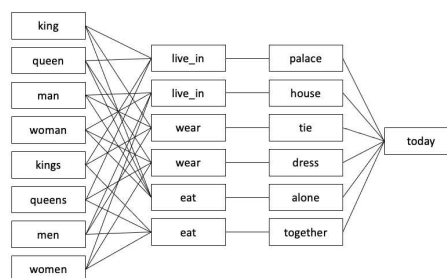 king
queen
man
woman
kings
queens
men
women
live_in
live_in
wear
wear
eat
eat
palace
house
tie
dress
alone
together
today